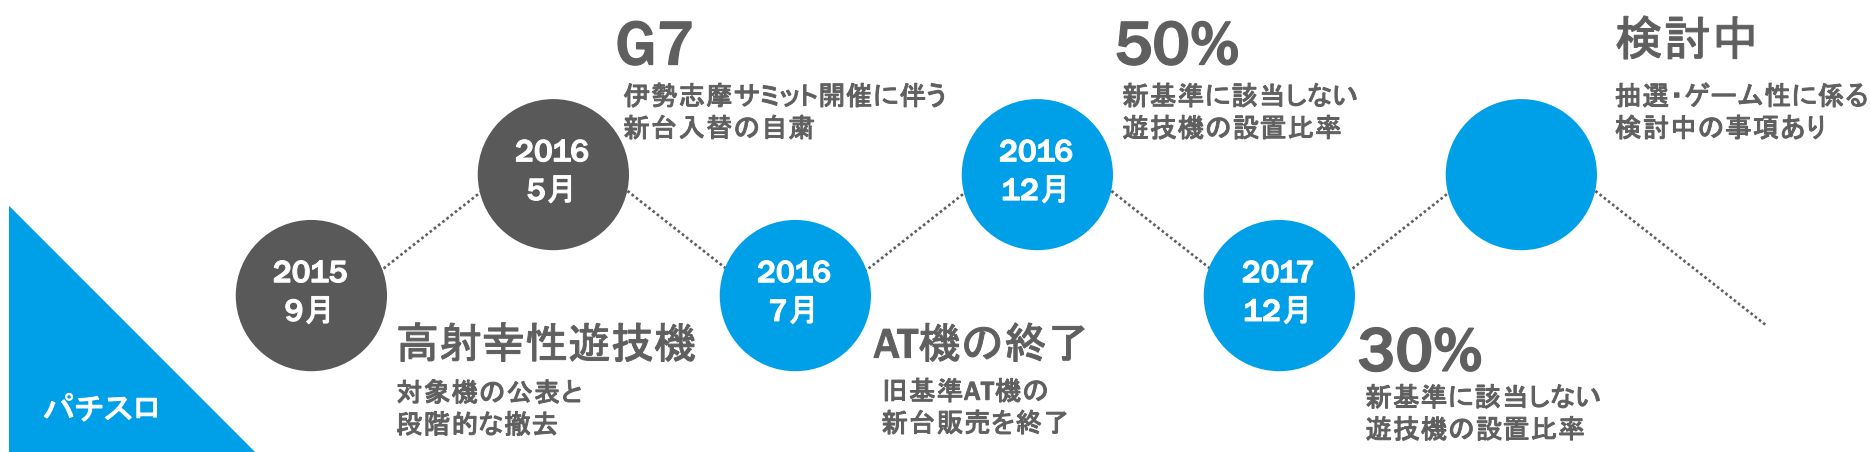 パチスロ
2015
9月
高射幸性遊技機
対象機の公表と
段階的な撤去
2016
5月
G7
伊勢志摩サミット開催に伴う
新台入替の自粛
2016
7月
AT機の終了
旧基準AT機の
新台販売を終了
2016
12月
50%
新基準に該当しない
遊技機の設置比率
2017
12月
30%
新基準に該当しない
遊技機の設置比率
検討中
抽選・ゲーム性に係る
検討中の事項あり